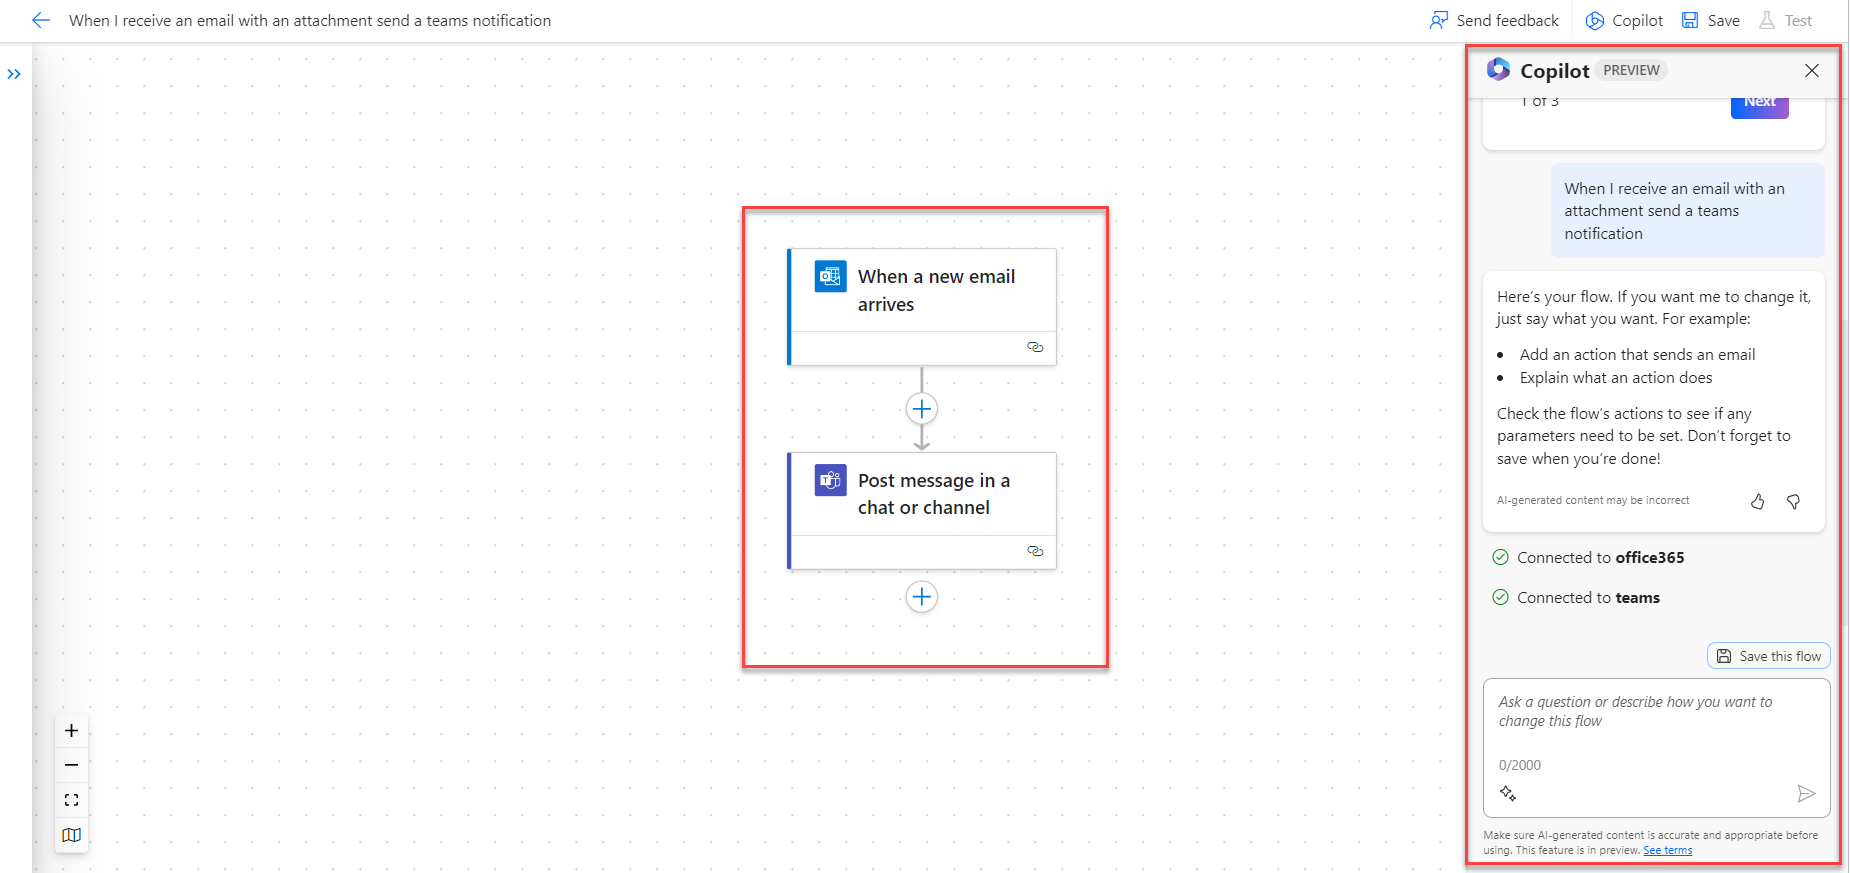 When I receive an email with an attachment send a teams notification
Send feedback
Copilot
Save
Test
Copilot PREVIEW
1 of 3
Next
When I receive an email with an
attachment send a teams
notification
Here’s your flow. If you want me to change it,
just say what you want. For example:
• Add an action that sends an email
• Explain what an action does
Check the flow’s actions to see if any
parameters need to be set. Don’t forget to
save when you’re done!
AI-generated content may be incorrect
Connected to office365
Connected to teams
Save this flow
Ask a question or describe how you want to
change this flow
0/2000
Make sure AI-generated content is accurate and appropriate before
using. This feature is in preview. See terms
When a new email
arrives
Post message in a
chat or channel